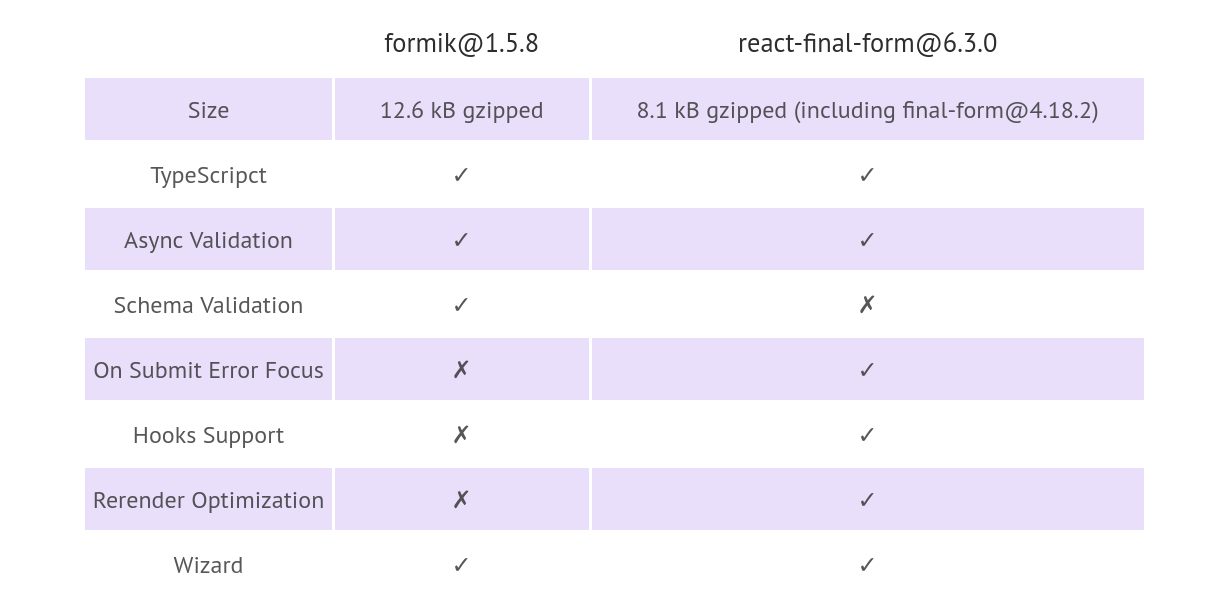 formik@1.5.8 react-final-form@6.3.0
Size 12.6 kB gzipped 8.1 kB gzipped (including final-form@4.18.2)
TypeScripct ✓ ✓
Async Validation ✓ ✓
Schema Validation ✓ ✗
On Submit Error Focus ✗ ✓
Hooks Support ✗ ✓
Rerender Optimization ✗ ✓
Wizard ✓ ✓